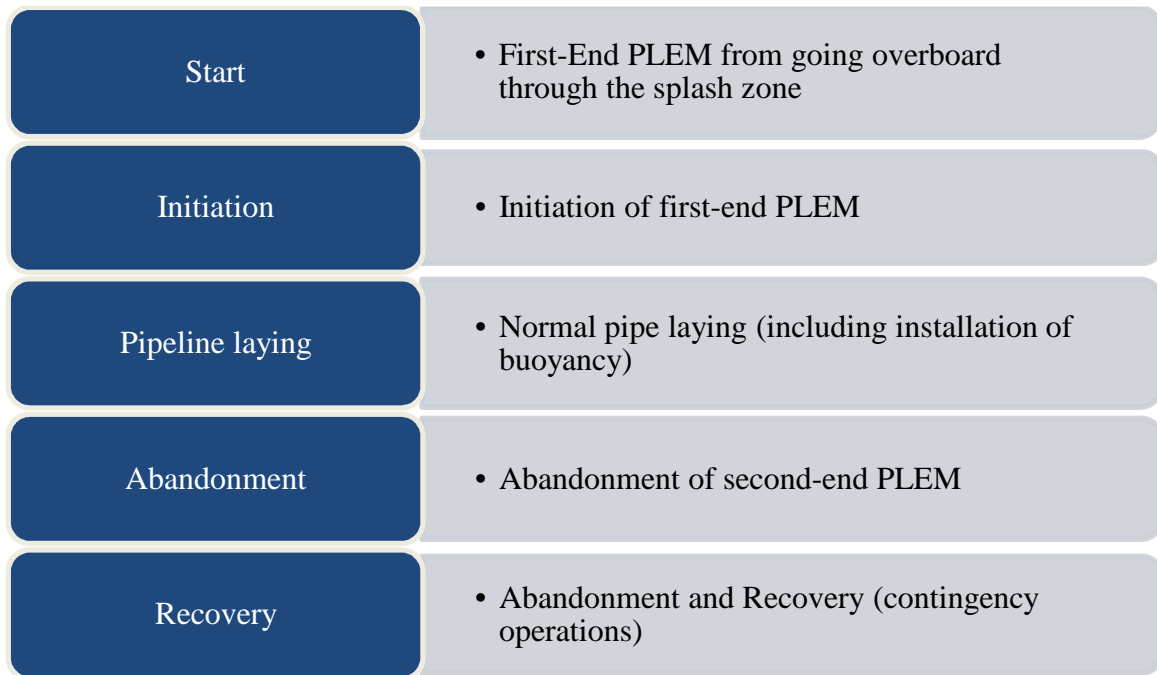 Start
• First-End PLEM from going overboard
through the splash zone
Initiation
• Initiation of first-end PLEM
Pipeline laying
• Normal pipe laying (including installation of
buoyancy)
Abandonment
• Abandonment of second-end PLEM
Recovery
• Abandonment and Recovery (contingency
operations)